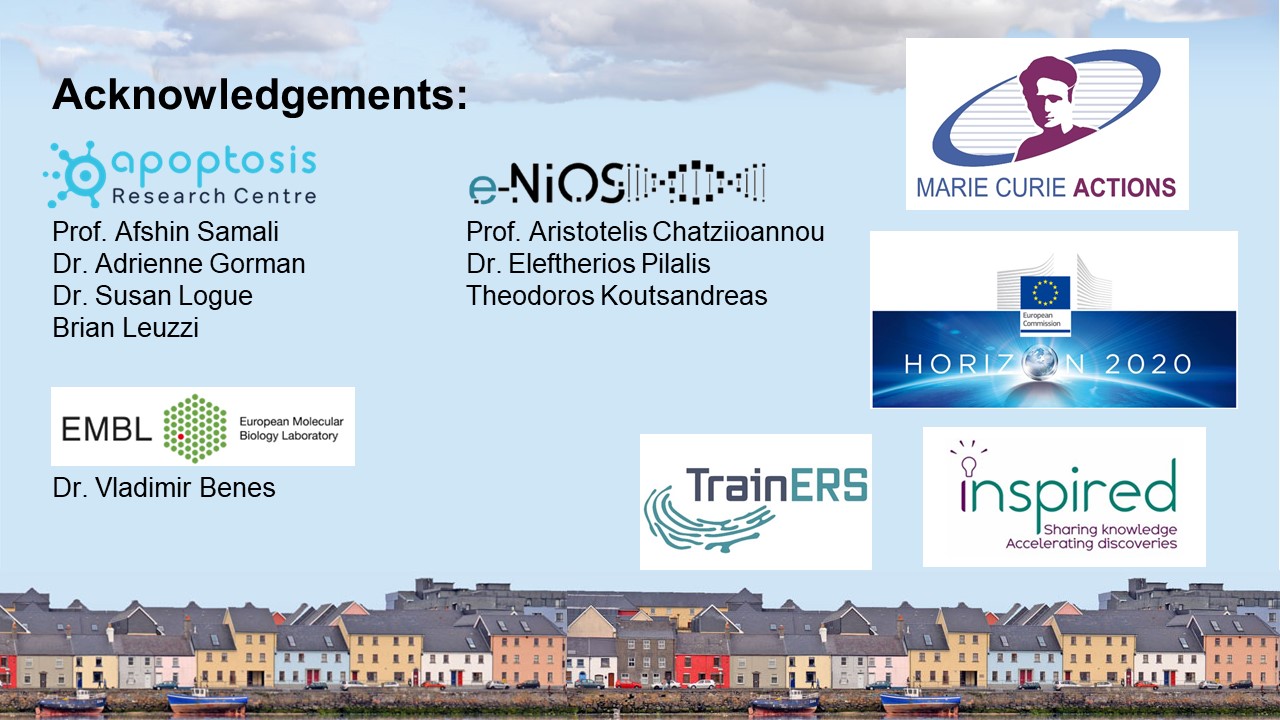 Acknowledgements:
apoptosis
Research Centre
Prof. Afshin Samali
Dr. Adrienne Gorman
Dr. Susan Logue
Brian Leuzzi
e-NiOS
Prof. Aristotelis Chatziioannou
Dr. Eleftherios Pilalis
Theodoros Koutsandreas
EMBL
European Molecular
Biology Laboratory
Dr. Vladimir Benes
MARIE CURIE ACTIONS
European
Commission
HORIZON 2020
TrainERS
inspired
Sharing knowledge
Accelerating discoveries